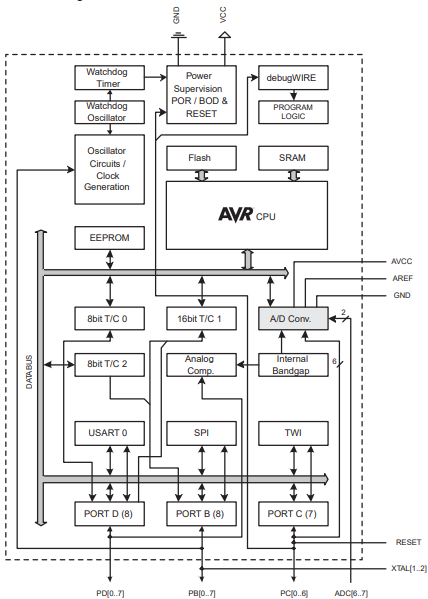 GND
VCC
Watchdog
Timer
Power
Supervision
POR / BOD &
RESET
debugWIRE
Watchdog
Oscillator
PROGRAM
LOGIC
Oscillator
Circuits /
Clock
Generation
Flash
SRAM
AVR CPU
EEPROM
AVCC
AREF
GND
8bit T/C 0
16bit T/C 1
A/D Conv.
2
8bit T/C 2
Analog
Comp.
Internal
Bandgap
6
DATABUS
USART 0
SPI
TWI
PORT D (8)
PORT B (8)
PORT C (7)
RESET
XTAL[1..2]
PD[0..7]
PB[0..7]
PC[0..6]
ADC[6..7]